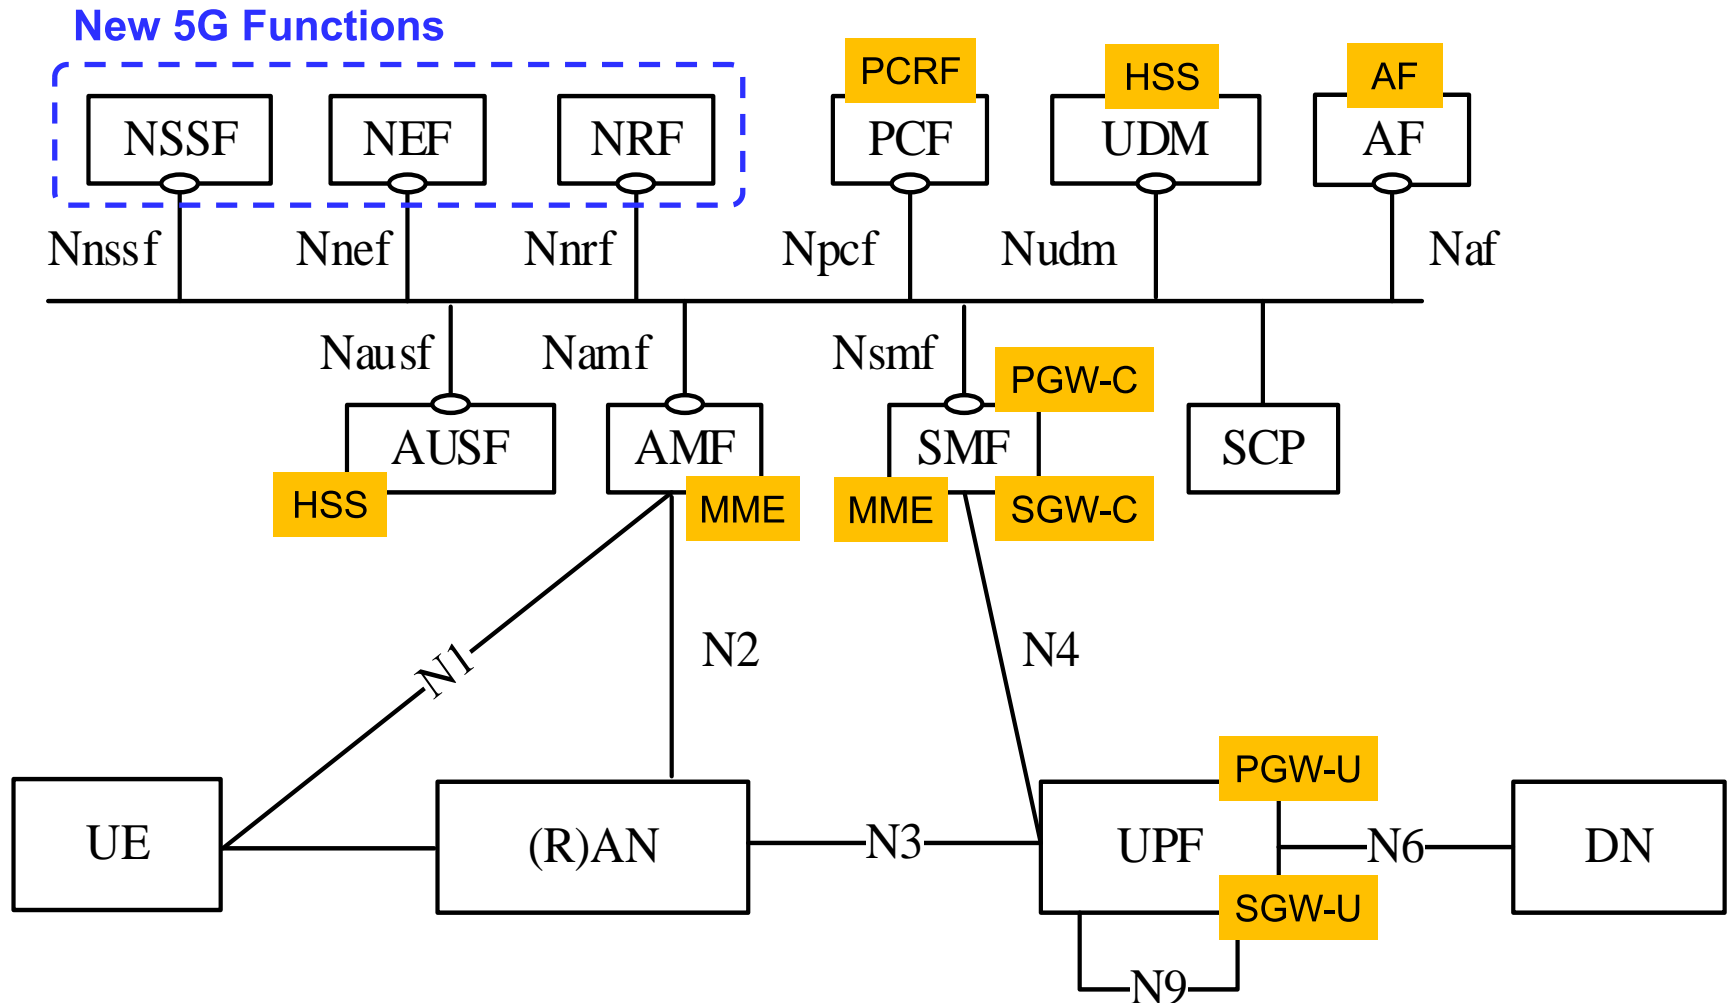 New 5G Functions
PCRF
HSS
AF
NSSF
NEF
NRF
PCF
UDM
AF
Nnssf
Nnef
Nnrf
Npcf
Nudm
Naf
Nausf
Namf
Nsmf
PGW-C
AUSF
AMF
SMF
SCP
HSS
MME
MME
SGW-C
N1
N2
N4
PGW-U
UE
(R)AN
N3
UPF
N6
DN
SGW-U
N9